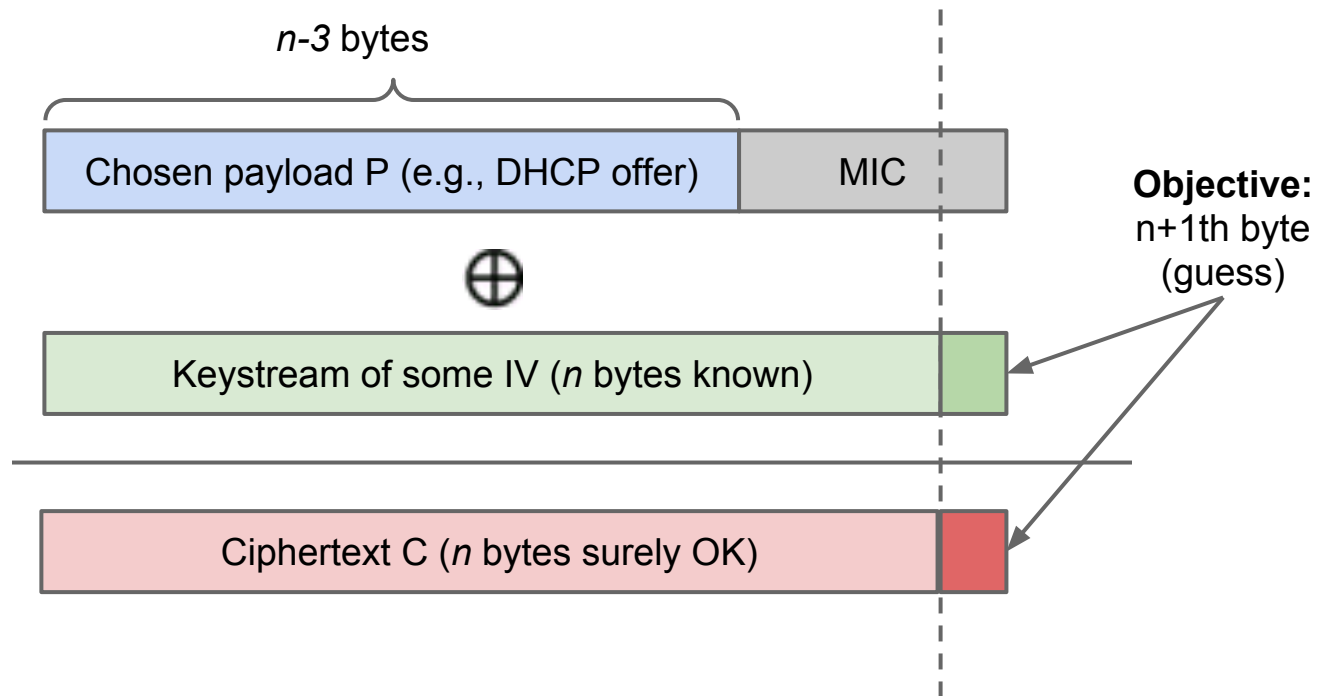 n-3 bytes
Chosen payload P (e.g., DHCP offer)
MIC
Objective:
n+1th byte
(guess)
Keystream of some IV (n bytes known)
Ciphertext C (n bytes surely OK)